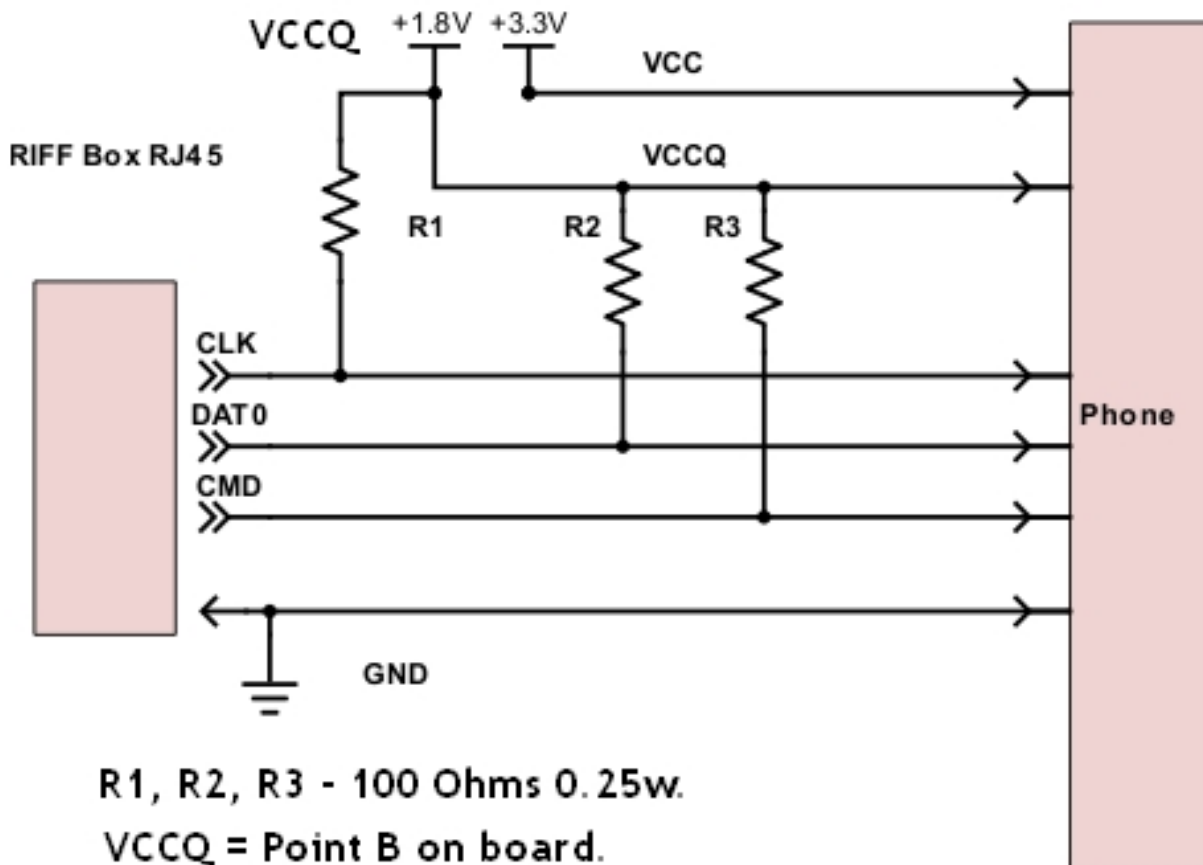 VCCQ
+1.8V
+3.3V
VCC
RIFF Box RJ45
VCCQ
R1
R2
R3
CLK
DAT0
Phone
CMD
GND
R1, R2, R3 - 100 Ohms 0.25w.
VCCQ = Point B on board.